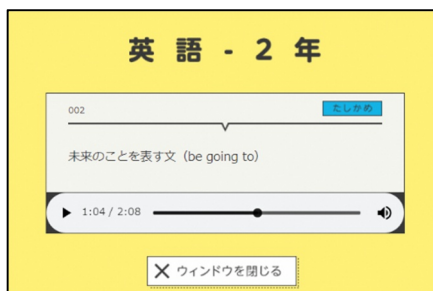 英語 - 2年
002
たしかめ
未来のことを表す文（be going to）
1:04 / 2:08
ウィンドウを閉じる